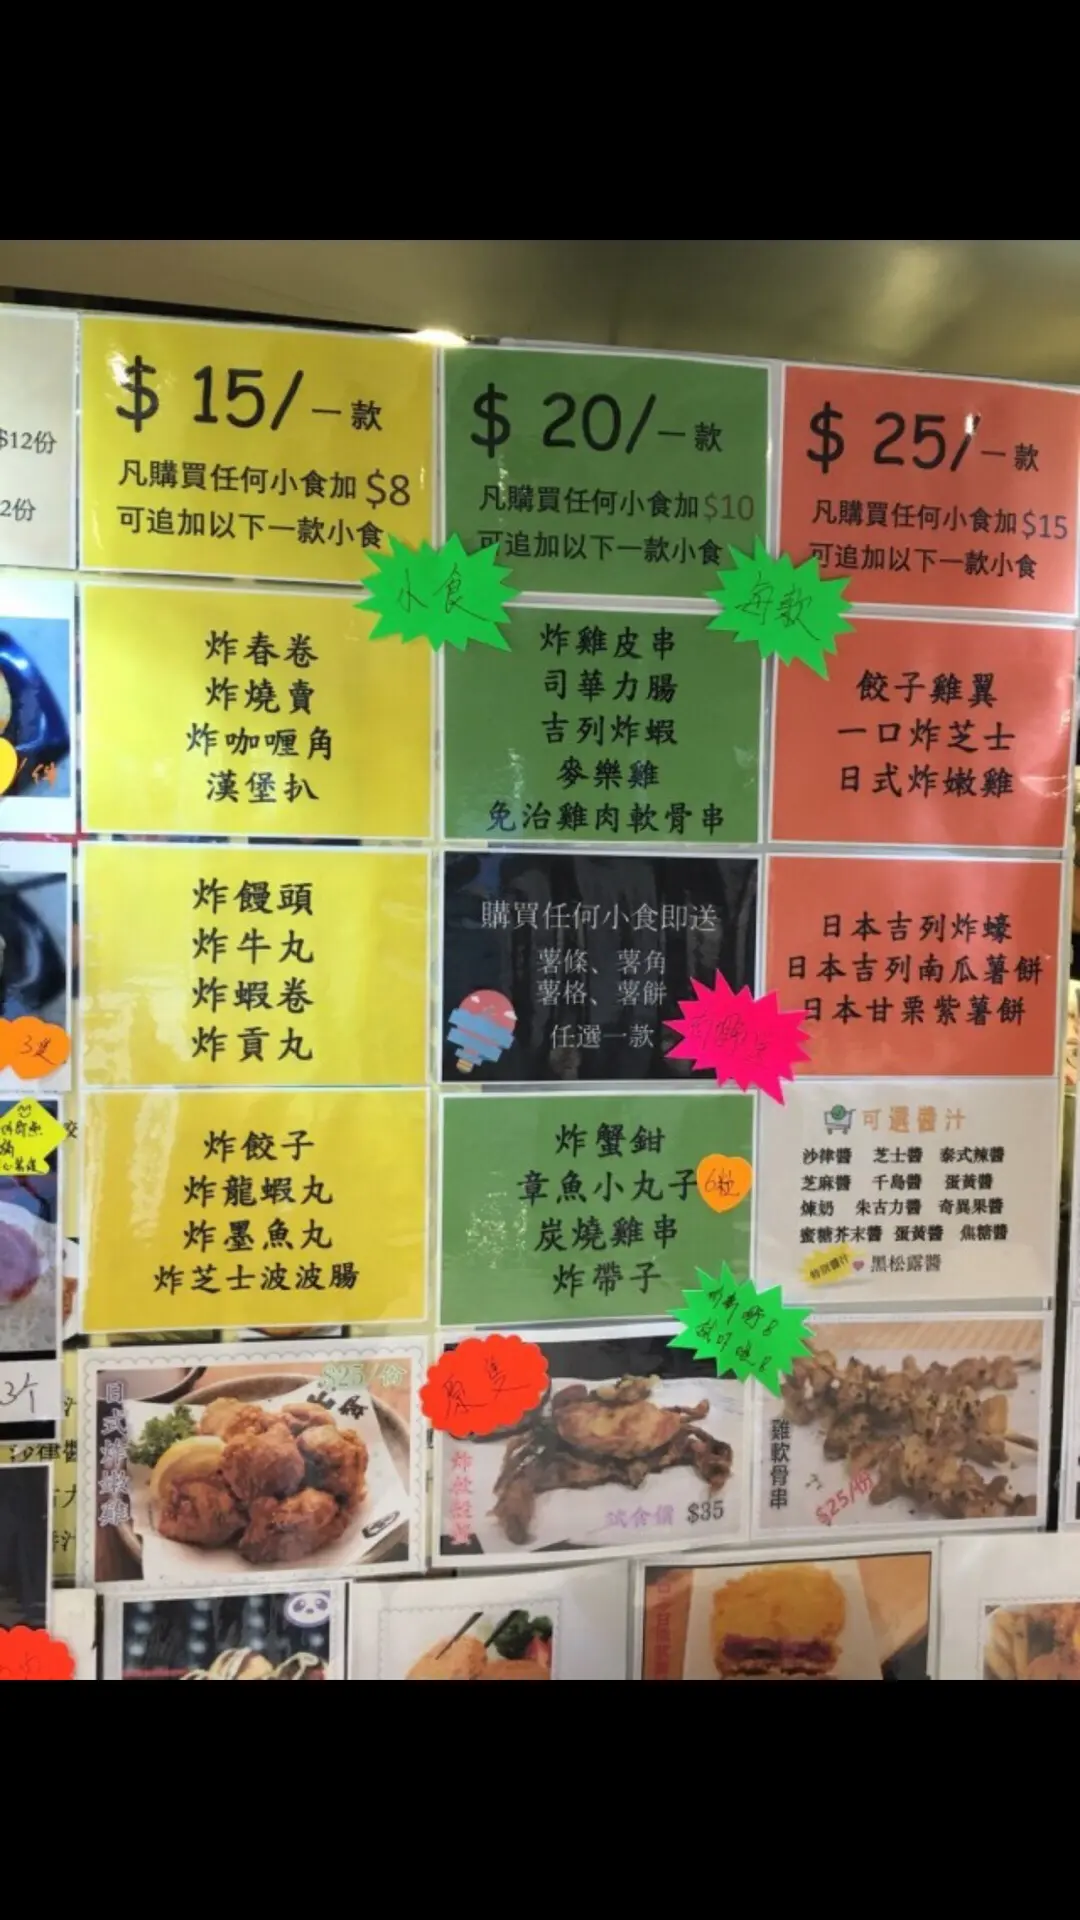 $12份
2份
$ 15/一款
凡購買任何小食加$8
可追加以下一款小食
$ 20/一款
凡購買任何小食加$10
可追加以下一款小食
$ 25/一款
凡購買任何小食加$15
可追加以下一款小食
小食
每款
炸春卷
炸燒賣
炸咖喱角
漢堡扒
炸雞皮串
司華力腸
吉列炸蝦
麥樂雞
免治雞肉軟骨串
餃子雞翼
一口炸芝士
日式炸嫩雞
/件
炸饅頭
炸牛丸
炸蝦卷
炸貢丸
購買任何小食即送
薯條、薯角
薯格、薯餅
任選一款
日本吉列炸蠔
日本吉列南瓜薯餅
日本甘栗紫薯餅
3隻
炸餃子
炸龍蝦丸
炸墨魚丸
炸芝士波波腸
炸蟹鉗
章魚小丸子
6粒
炭燒雞串
炸帶子
可選醬汁
沙律醬 芝士醬 泰式辣醬
芝麻醬 千島醬 蛋黃醬
煉奶 朱古力醬 奇異果醬
蜜糖芥末醬 蛋黃醬 焦糖醬
特別醬汁 黑松露醬
3个
沙律醬
日式炸嫩雞
$25/份
原隻
試食價 $35
雞軟骨串
$25/份